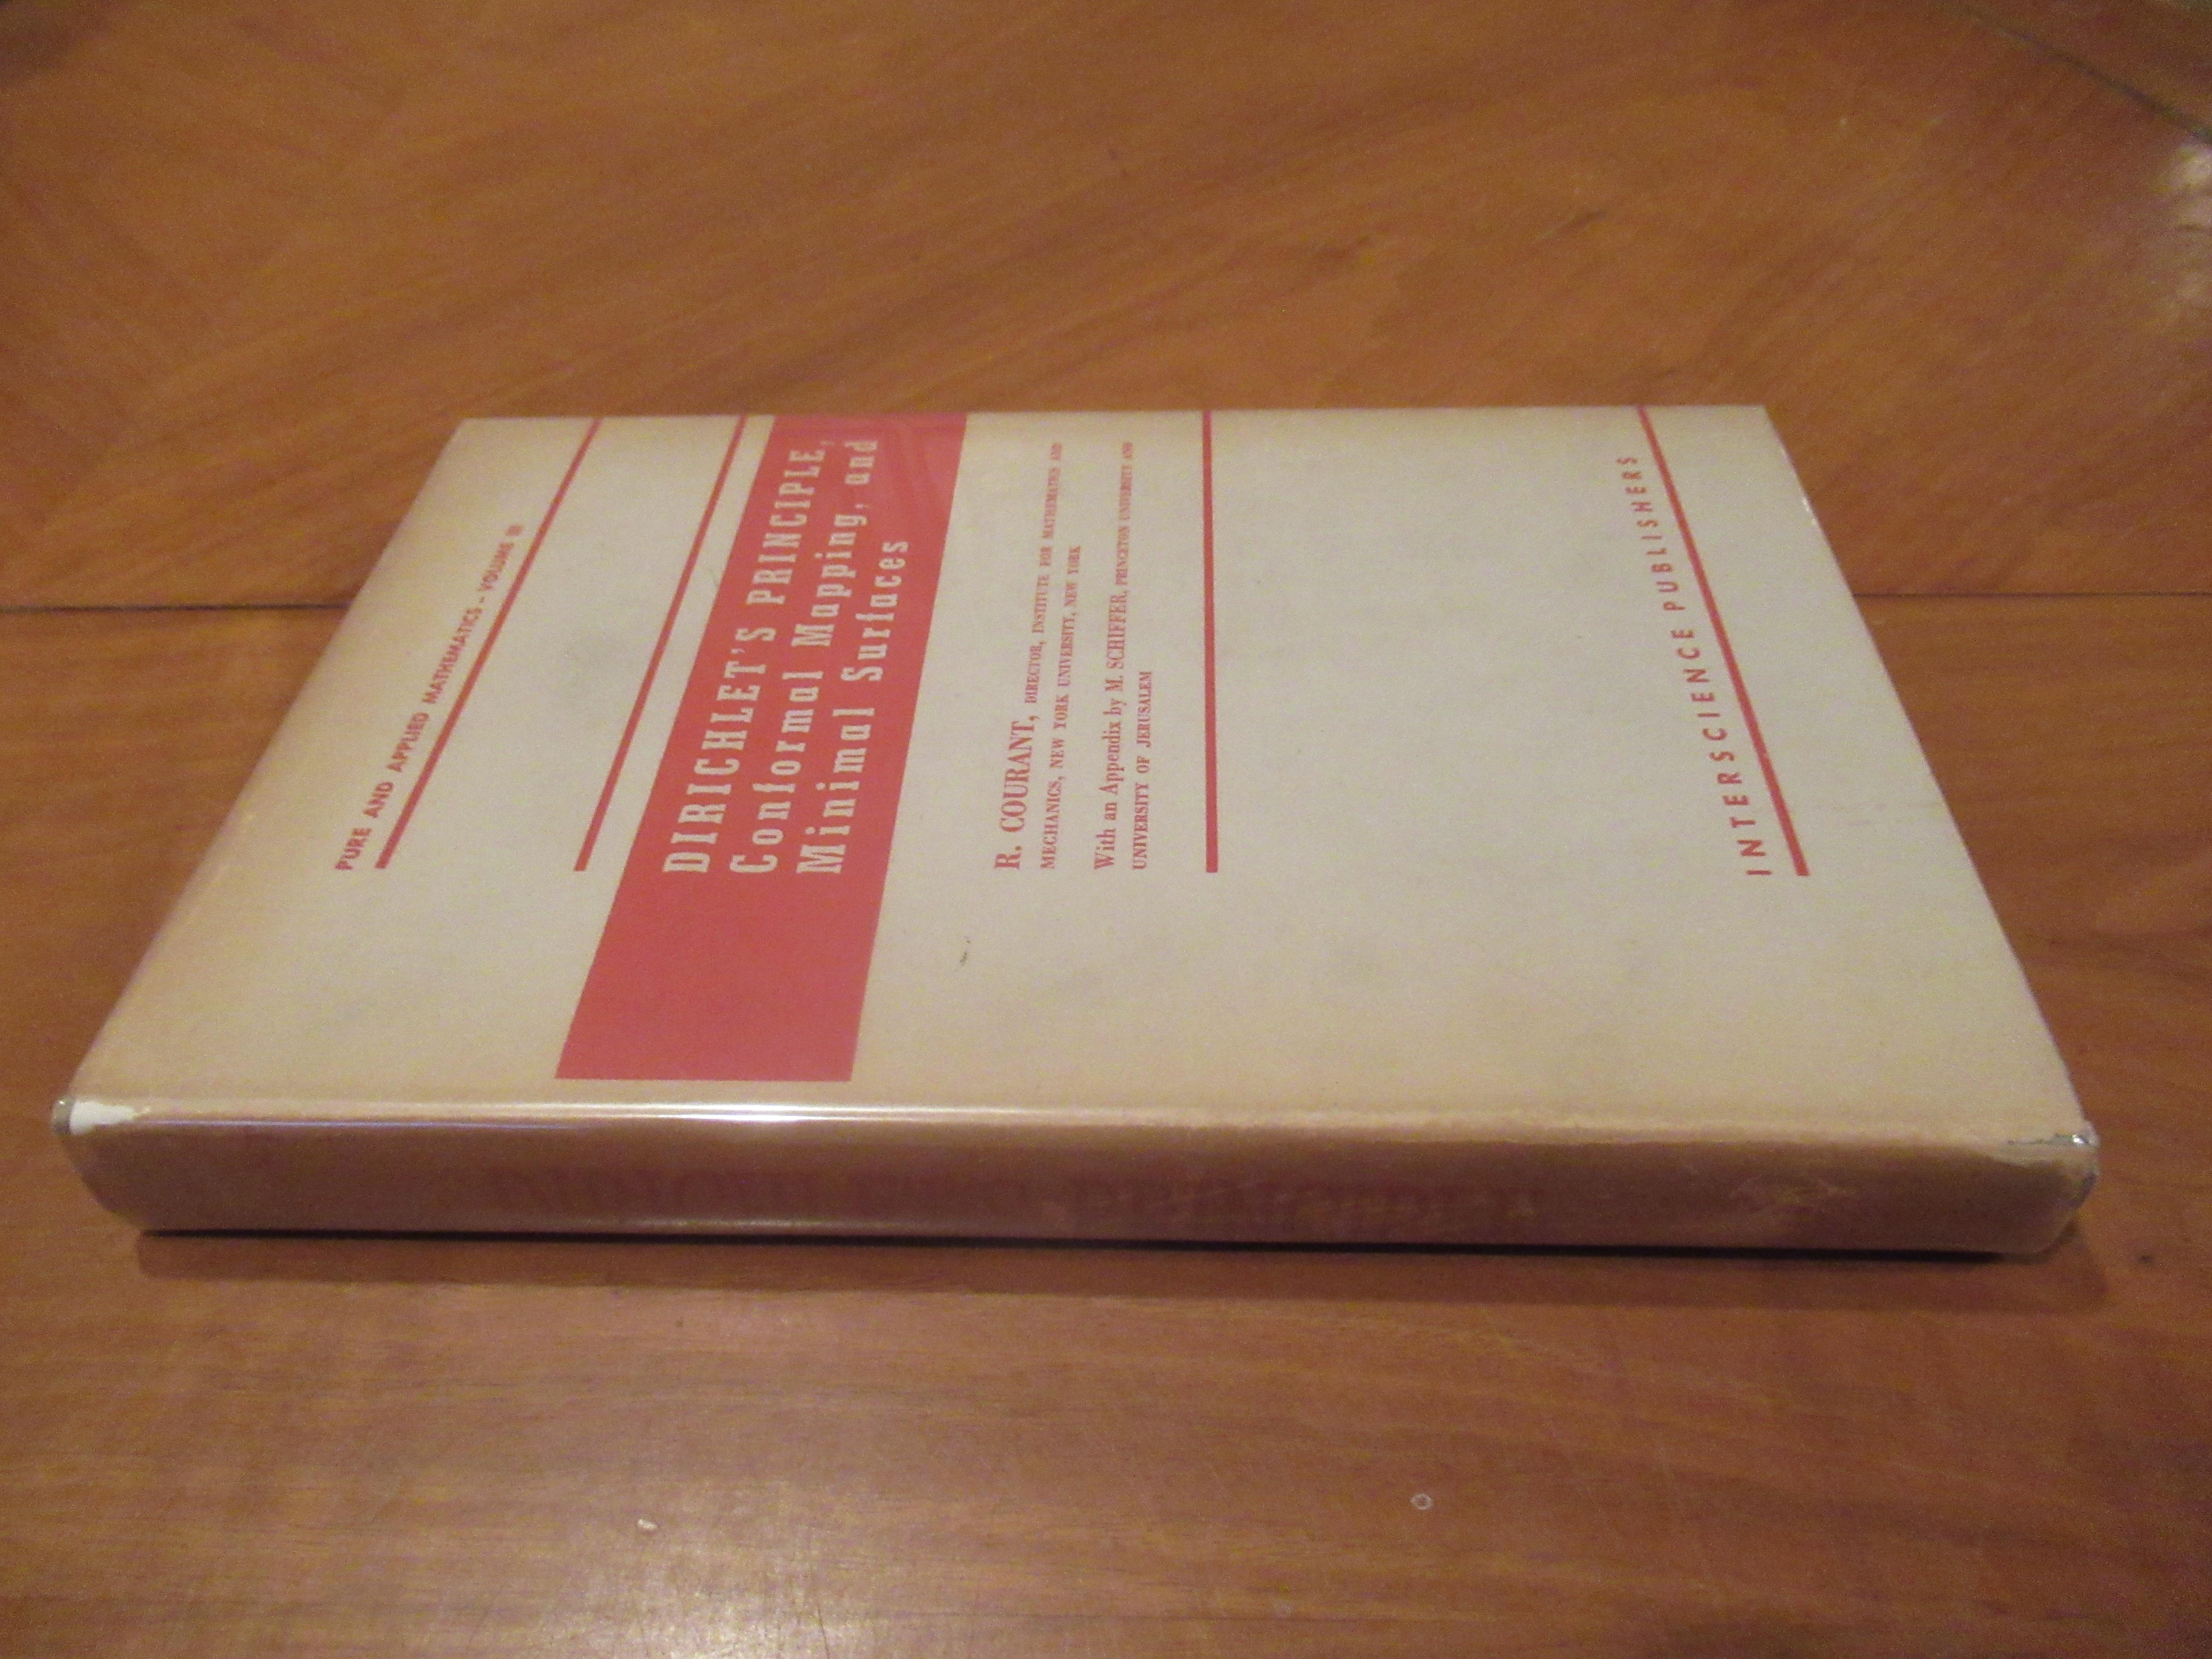 PURE AND APPLIED MATHEMATICS - VOLUME III
DIRICHLET'S PRINCIPLE,
Conformal Mapping, and
Minimal Surfaces
R. COURANT, DIRECTOR, INSTITUTE FOR MATHEMATICS AND
MECHANICS, NEW YORK UNIVERSITY, NEW YORK
With an Appendix by M. SCHIFFER, PRINCETON UNIVERSITY AND
UNIVERSITY OF JERUSALEM
INTERSCIENCE PUBLISHERS